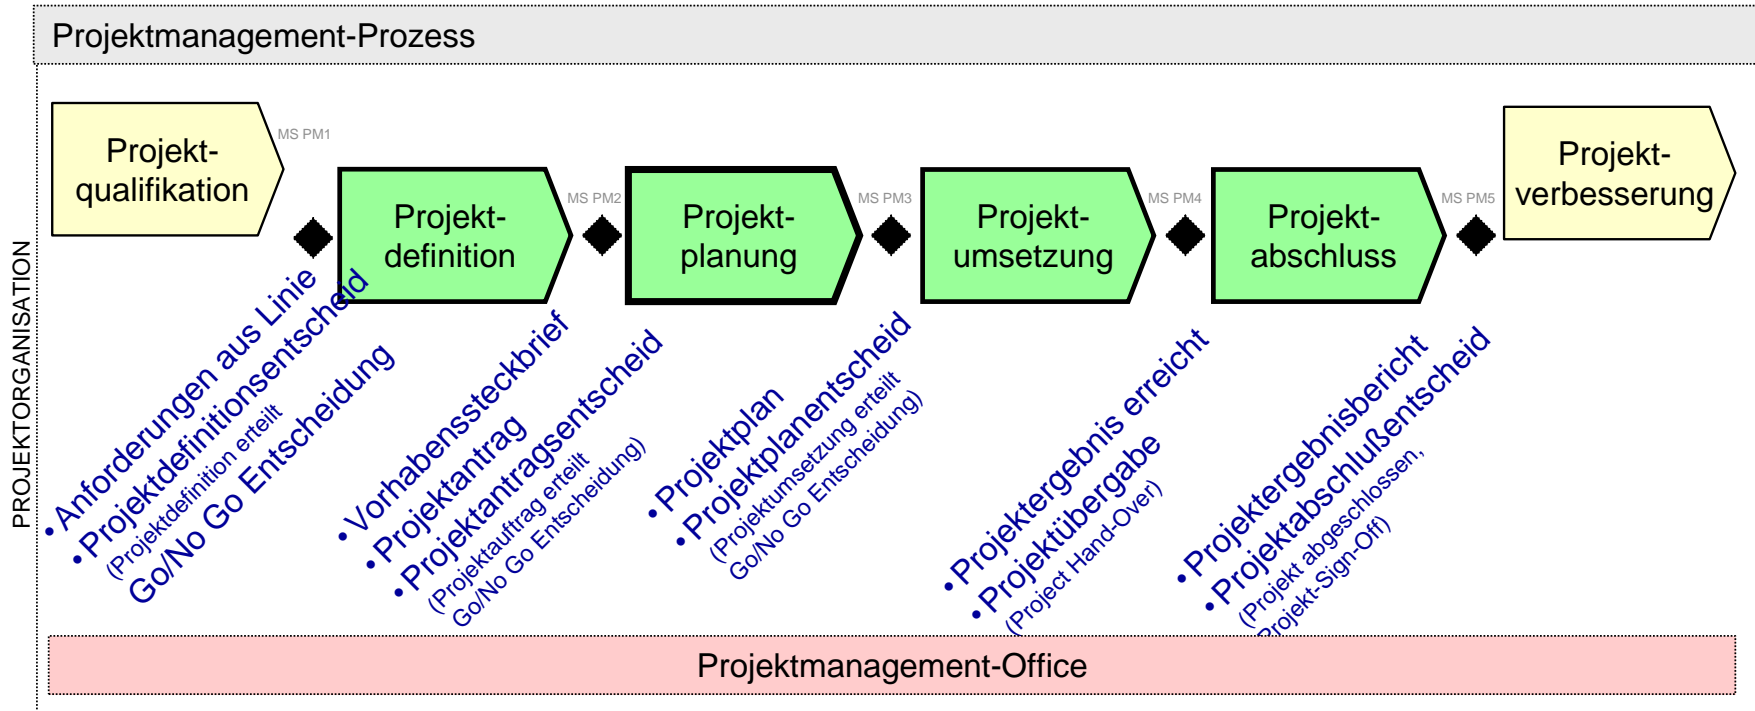 Projektmanagement-Prozess
PROJEKTORGANISATION
Projekt-
qualifikation
MS PM1
Projekt-
definition
MS PM2
Projekt-
planung
MS PM3
Projekt-
umsetzung
MS PM4
Projekt-
abschluss
MS PM5
Projekt-
verbesserung
• Anforderungen aus Linie
• Projektdefinitionsentscheid
(Projektdefinition erteilt
Go/No Go Entscheidung
• Vorhabenssteckbrief
• Projektantrag
• Projektantragsentscheid
(Projektauftrag erteilt
Go/No Go Entscheidung)
• Projektplan
• Projektplanentscheid
(Projektumsetzung erteilt
Go/No Go Entscheidung)
• Projektergebnis erreicht
• Projektübergabe
(Project Hand-Over)
• Projektergebnisbericht
• Projektabschlußentscheid
(Projekt abgeschlossen,
Projekt-Sign-Off)
Projektmanagement-Office